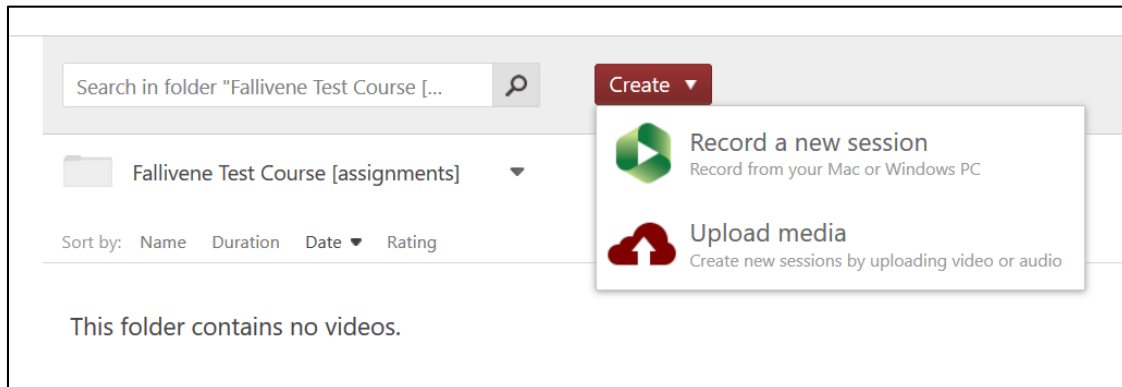 Search in folder "Fallivene Test Course [...
Create
Record a new session
Record from your Mac or Windows PC
Fallivene Test Course [assignments]
Upload media
Create new sessions by uploading video or audio
Sort by: Name Duration Date Rating
This folder contains no videos.